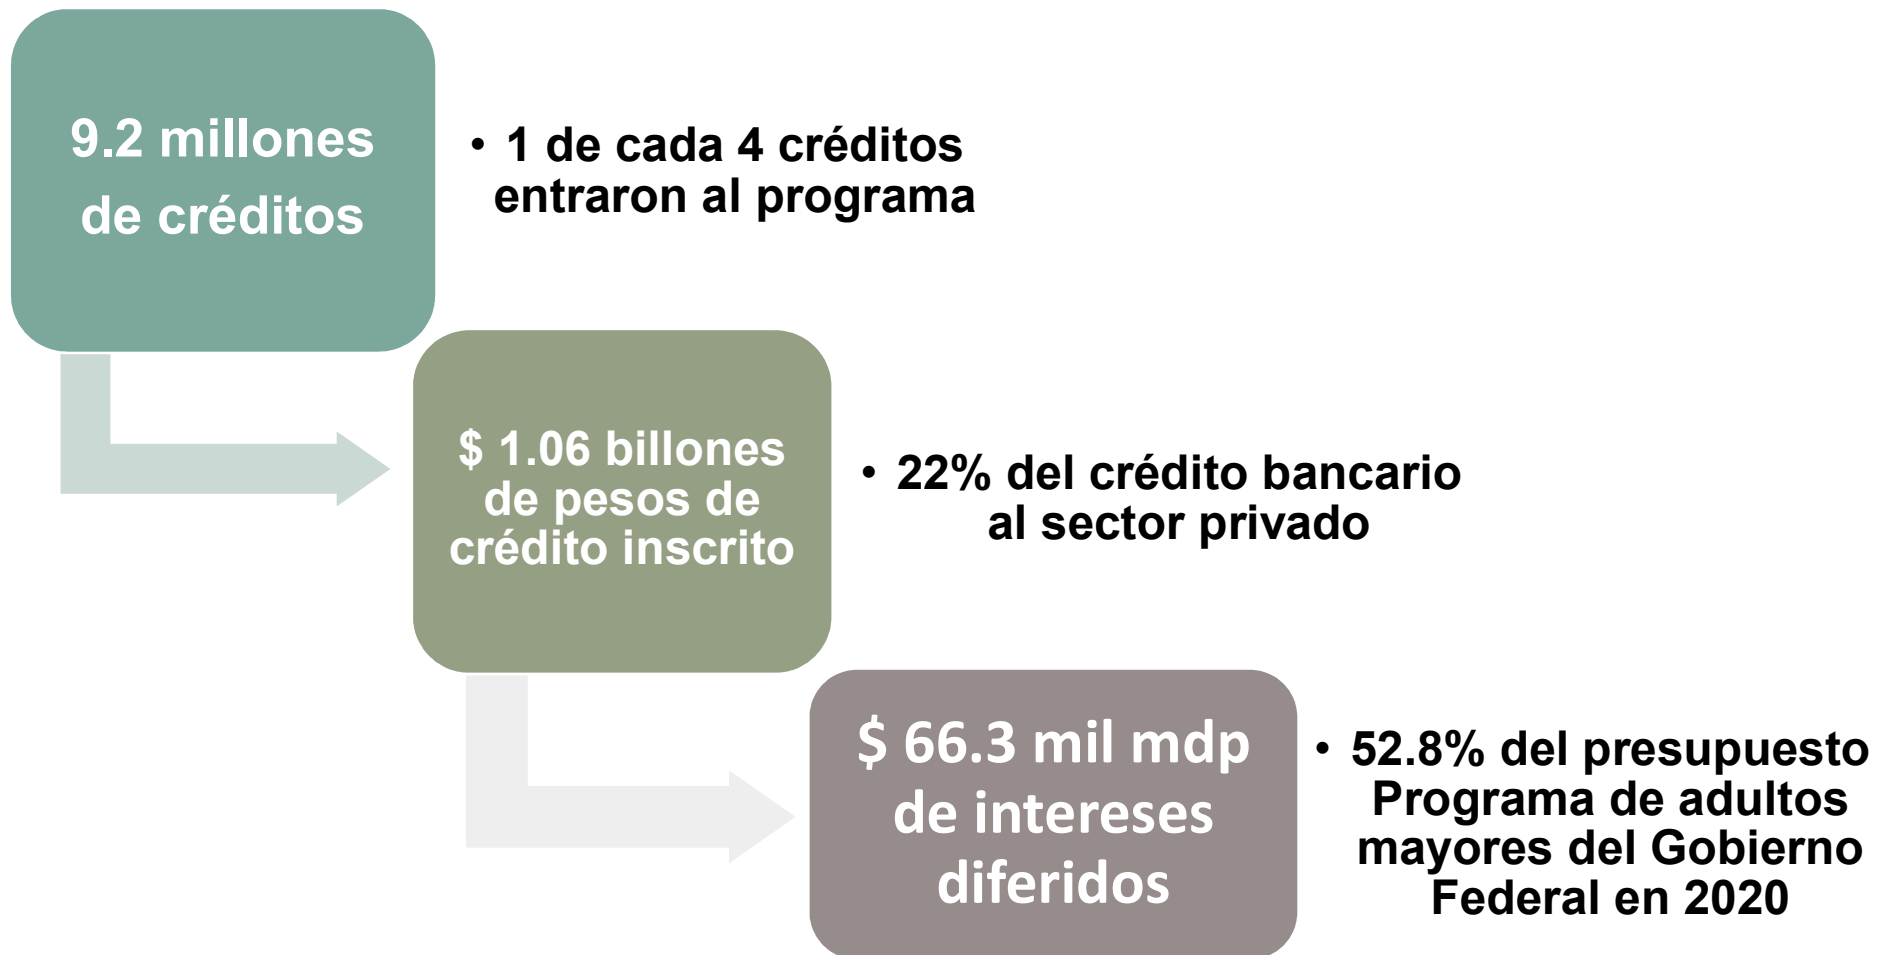 9.2 millones
de créditos
• 1 de cada 4 créditos
entraron al programa
$ 1.06 billones
de pesos de
crédito inscrito
• 22% del crédito bancario
al sector privado
$ 66.3 mil mdp
de intereses
diferidos
• 52.8% del presupuesto
Programa de adultos
mayores del Gobierno
Federal en 2020